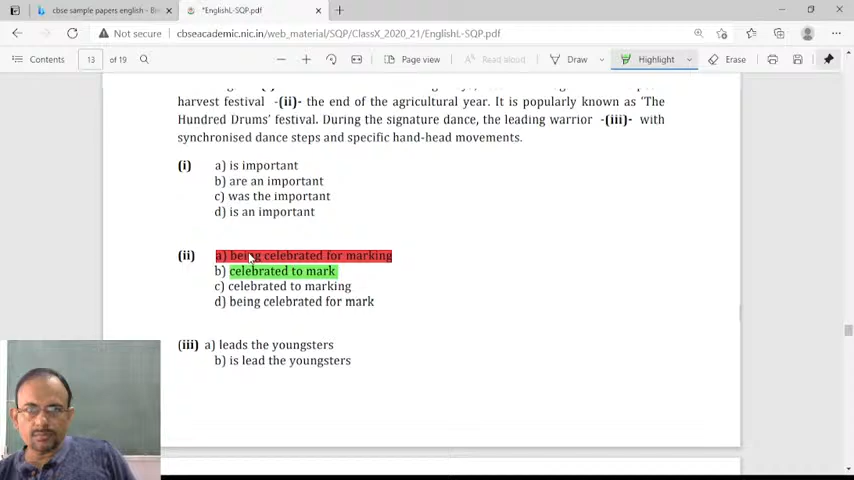 cbse sample papers english - Bin
*EnglishL-SQP.pdf
Not secure
cbseacademic.nic.in/web_material/SQP/ClassX_2020_21/EnglishL-SQP.pdf
Contents
13
of 19
Page view
Read aloud
Draw
Highlight
Erase
harvest festival -(ii)- the end of the agricultural year. It is popularly known as 'The
Hundred Drums' festival. During the signature dance, the leading warrior -(iii)- with
synchronised dance steps and specific hand-head movements.
(i) a) is important
b) are an important
c) was the important
d) is an important
(ii) a) being celebrated for marking
b) celebrated to mark
c) celebrated to marking
d) being celebrated for mark
(iii) a) leads the youngsters
b) is lead the youngsters